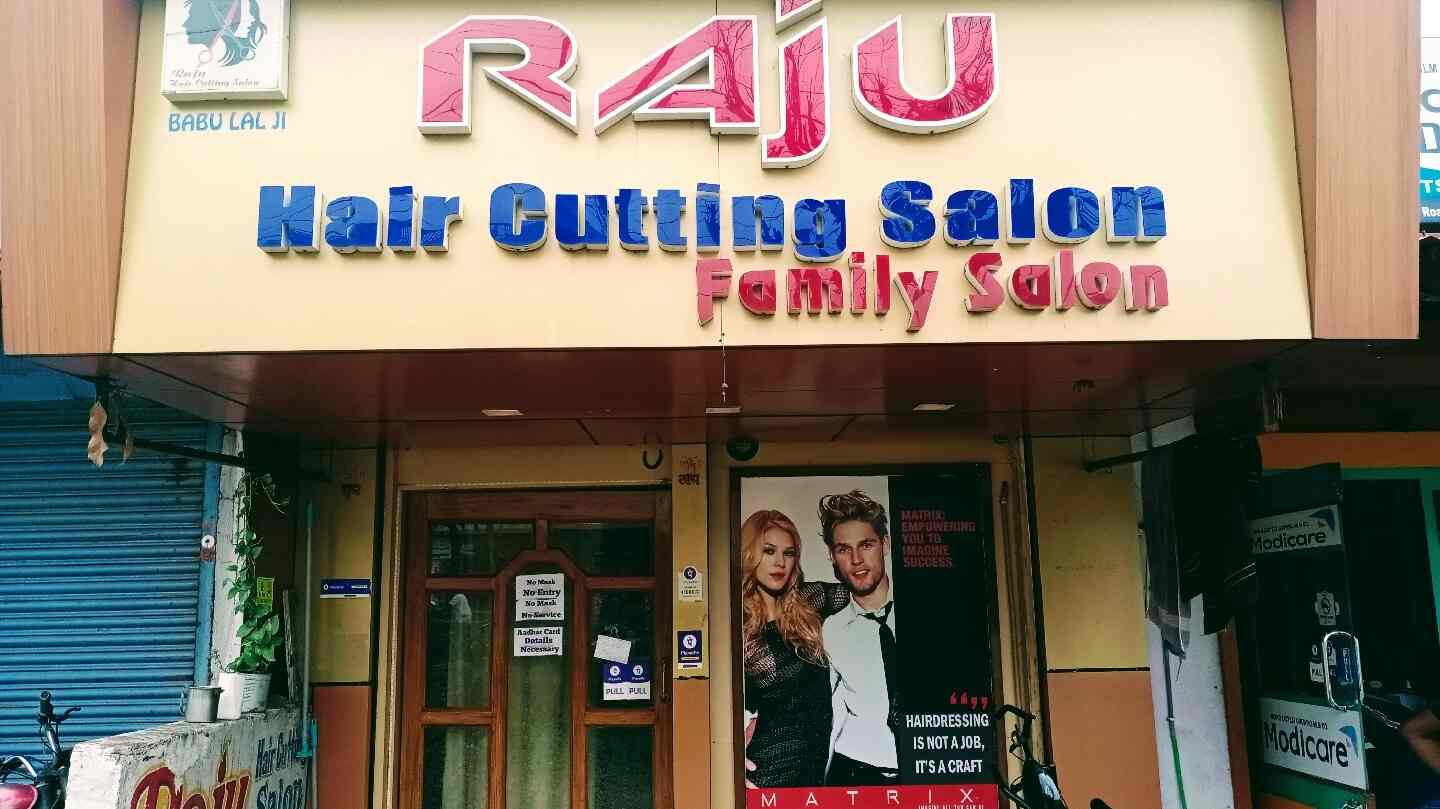 Raju
Hair Cutting Salon
BABU LAL JI
RAJU
Hair Cutting Salon
Family Salon
No Mask
No Entry
No Mask
No Service
Aadhar Card
Details
Necessary
PhonePe
PULL PULL
MATRIX:
EMPOWERING
YOU TO
IMAGINE
SUCCESS.
HAIRDRESSING
IS NOT A JOB,
IT'S A CRAFT
MATRIX
Modicare
Modicare
Raju
Hair Cutting
Salon